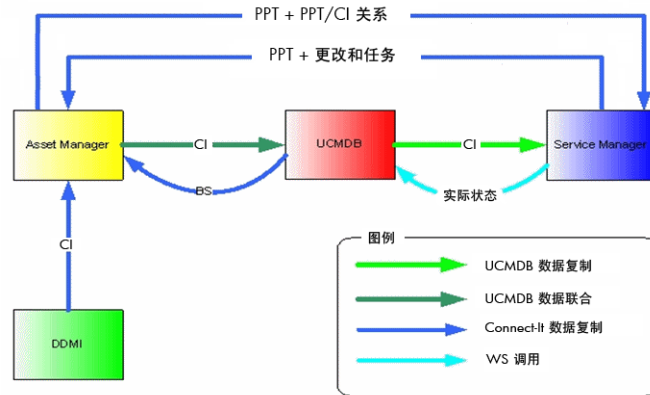 PPT + PPT/CI 关系
PPT + 更改和任务
Asset Manager
CI
UCMDB
CI
Service Manager
BS
实际状态
CI
图例
UCMDB 数据复制
UCMDB 数据联合
Connect-It 数据复制
WS 调用
DDMI